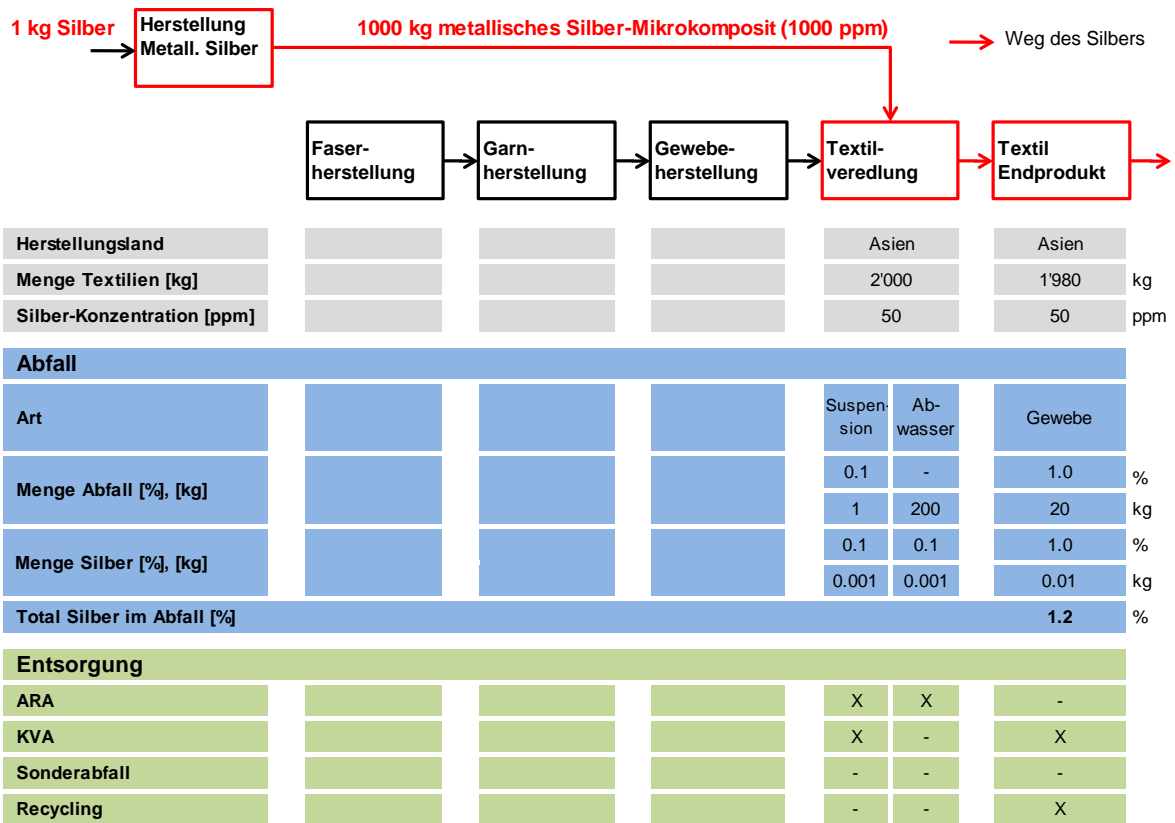 1 kg Silber
Herstellung
Metall. Silber
1000 kg metallisches Silber-Mikrokomposit (1000 ppm)
Weg des Silbers
Faser-
herstellung
Garn-
herstellung
Gewebe-
herstellung
Textil-
veredlung
Textil
Endprodukt
Herstellungsland Asien Asien
Menge Textilien [kg] 2'000 1'980 kg
Silber-Konzentration [ppm] 50 50 ppm
Abfall
Art
Suspen-
sion
Ab-
wasser
Gewebe
Menge Abfall [%], [kg]
0.1 - 1.0 %
1 200 20 kg
Menge Silber [%], [kg]
0.1 0.1 1.0 %
0.001 0.001 0.01 kg
Total Silber im Abfall [%] 1.2 %
Entsorgung
ARA X X -
KVA X - X
Sonderabfall - - -
Recycling - - X